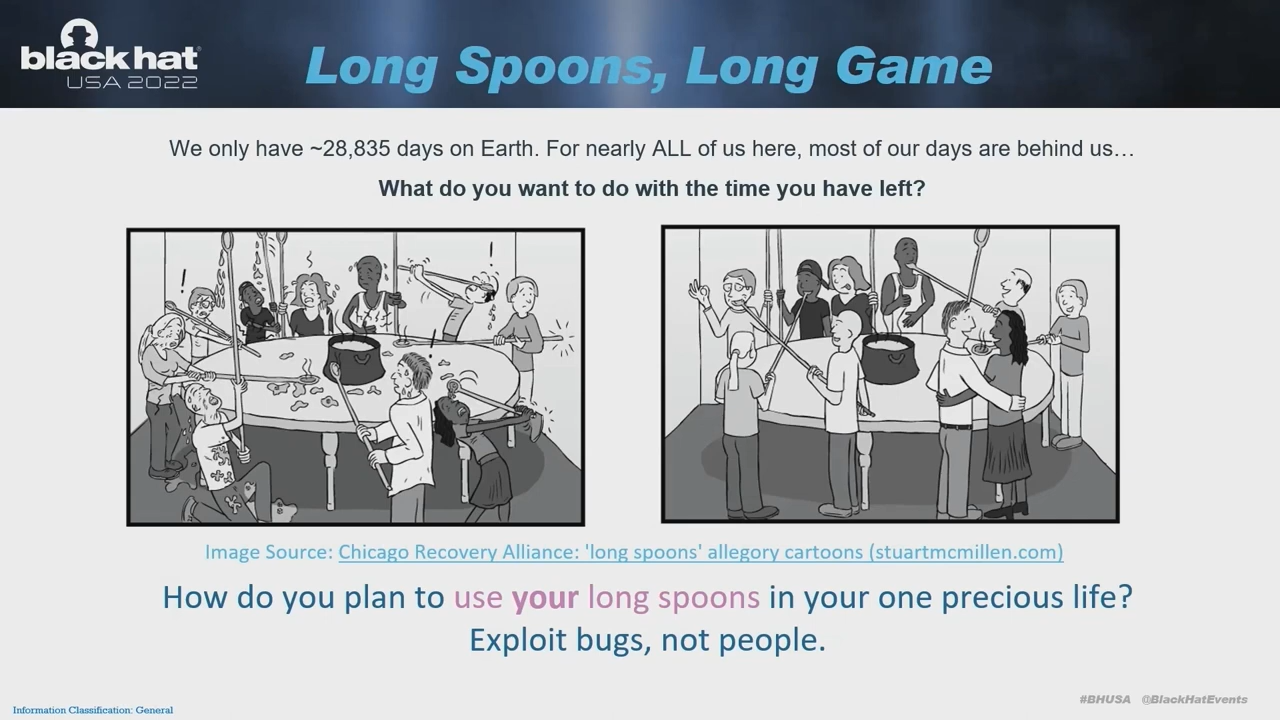 black hat®
USA 2022
Long Spoons, Long Game
We only have ~28,835 days on Earth. For nearly ALL of us here, most of our days are behind us…
What do you want to do with the time you have left?
!
!
!
Image Source: Chicago Recovery Alliance: 'long spoons' allegory cartoons (stuartmcmillen.com)
How do you plan to use your long spoons in your one precious life?
Exploit bugs, not people.
#BHUSA @BlackHatEvents
Information Classification: General